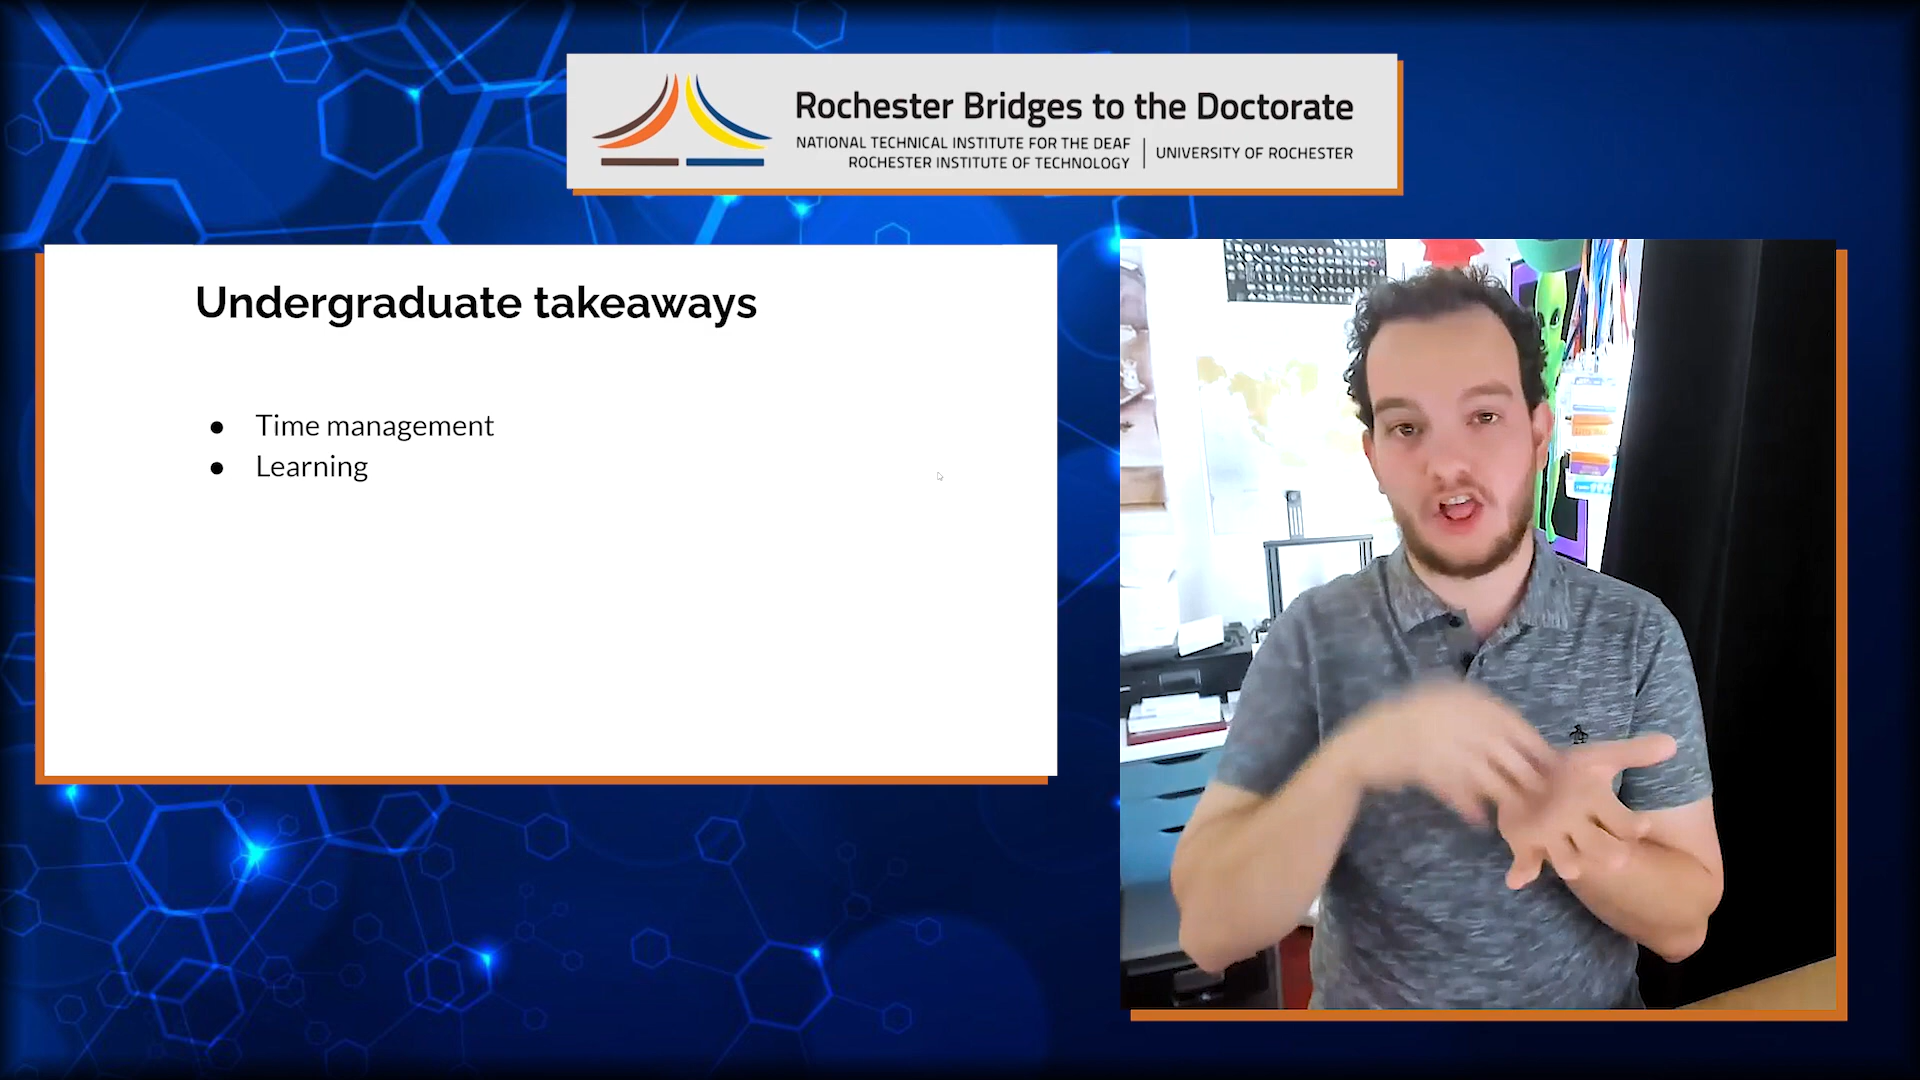 Rochester Bridges to the Doctorate
NATIONAL TECHNICAL INSTITUTE FOR THE DEAF
ROCHESTER INSTITUTE OF TECHNOLOGY
UNIVERSITY OF ROCHESTER
Undergraduate takeaways
● Time management
● Learning